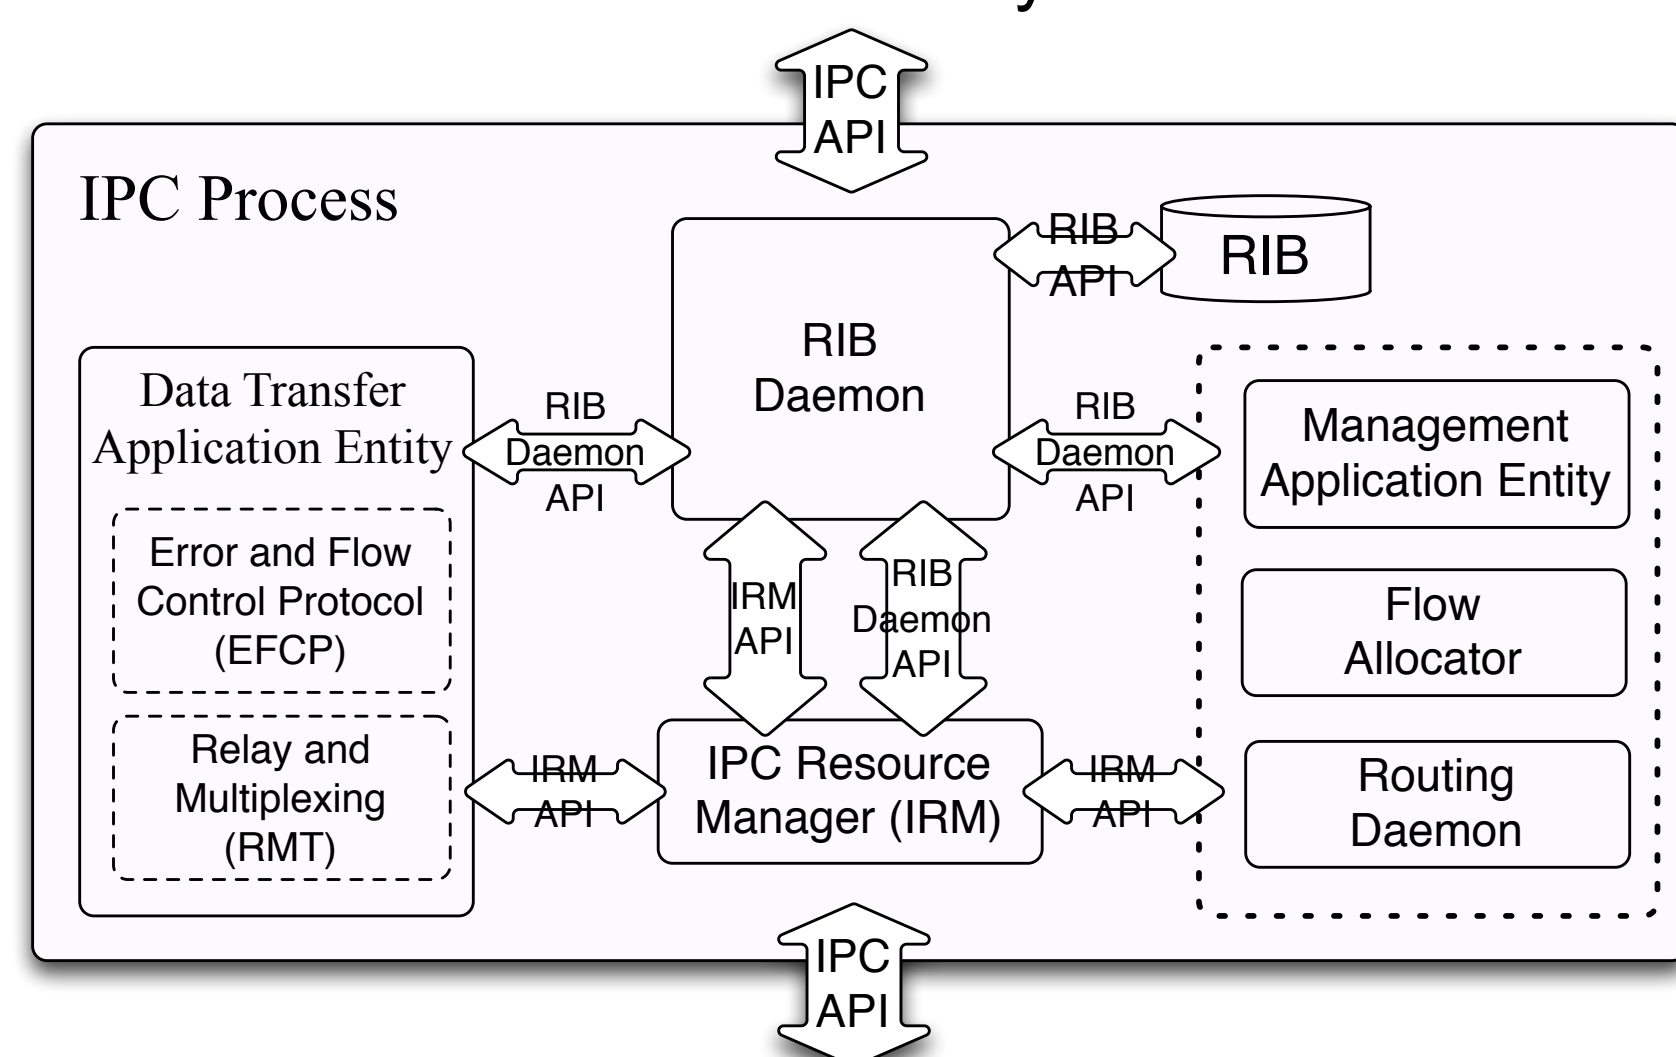 IPC
API
IPC Process
RIB
API
RIB
RIB
Daemon
Data Transfer
Application Entity
RIB
Daemon
API
RIB
Daemon
API
Management
Application Entity
Error and Flow
Control Protocol
(EFCP)
IRM
API
RIB
Daemon
API
Flow
Allocator
Relay and
Multiplexing
(RMT)
IRM
API
IPC Resource
Manager (IRM)
IRM
API
Routing
Daemon
IPC
API